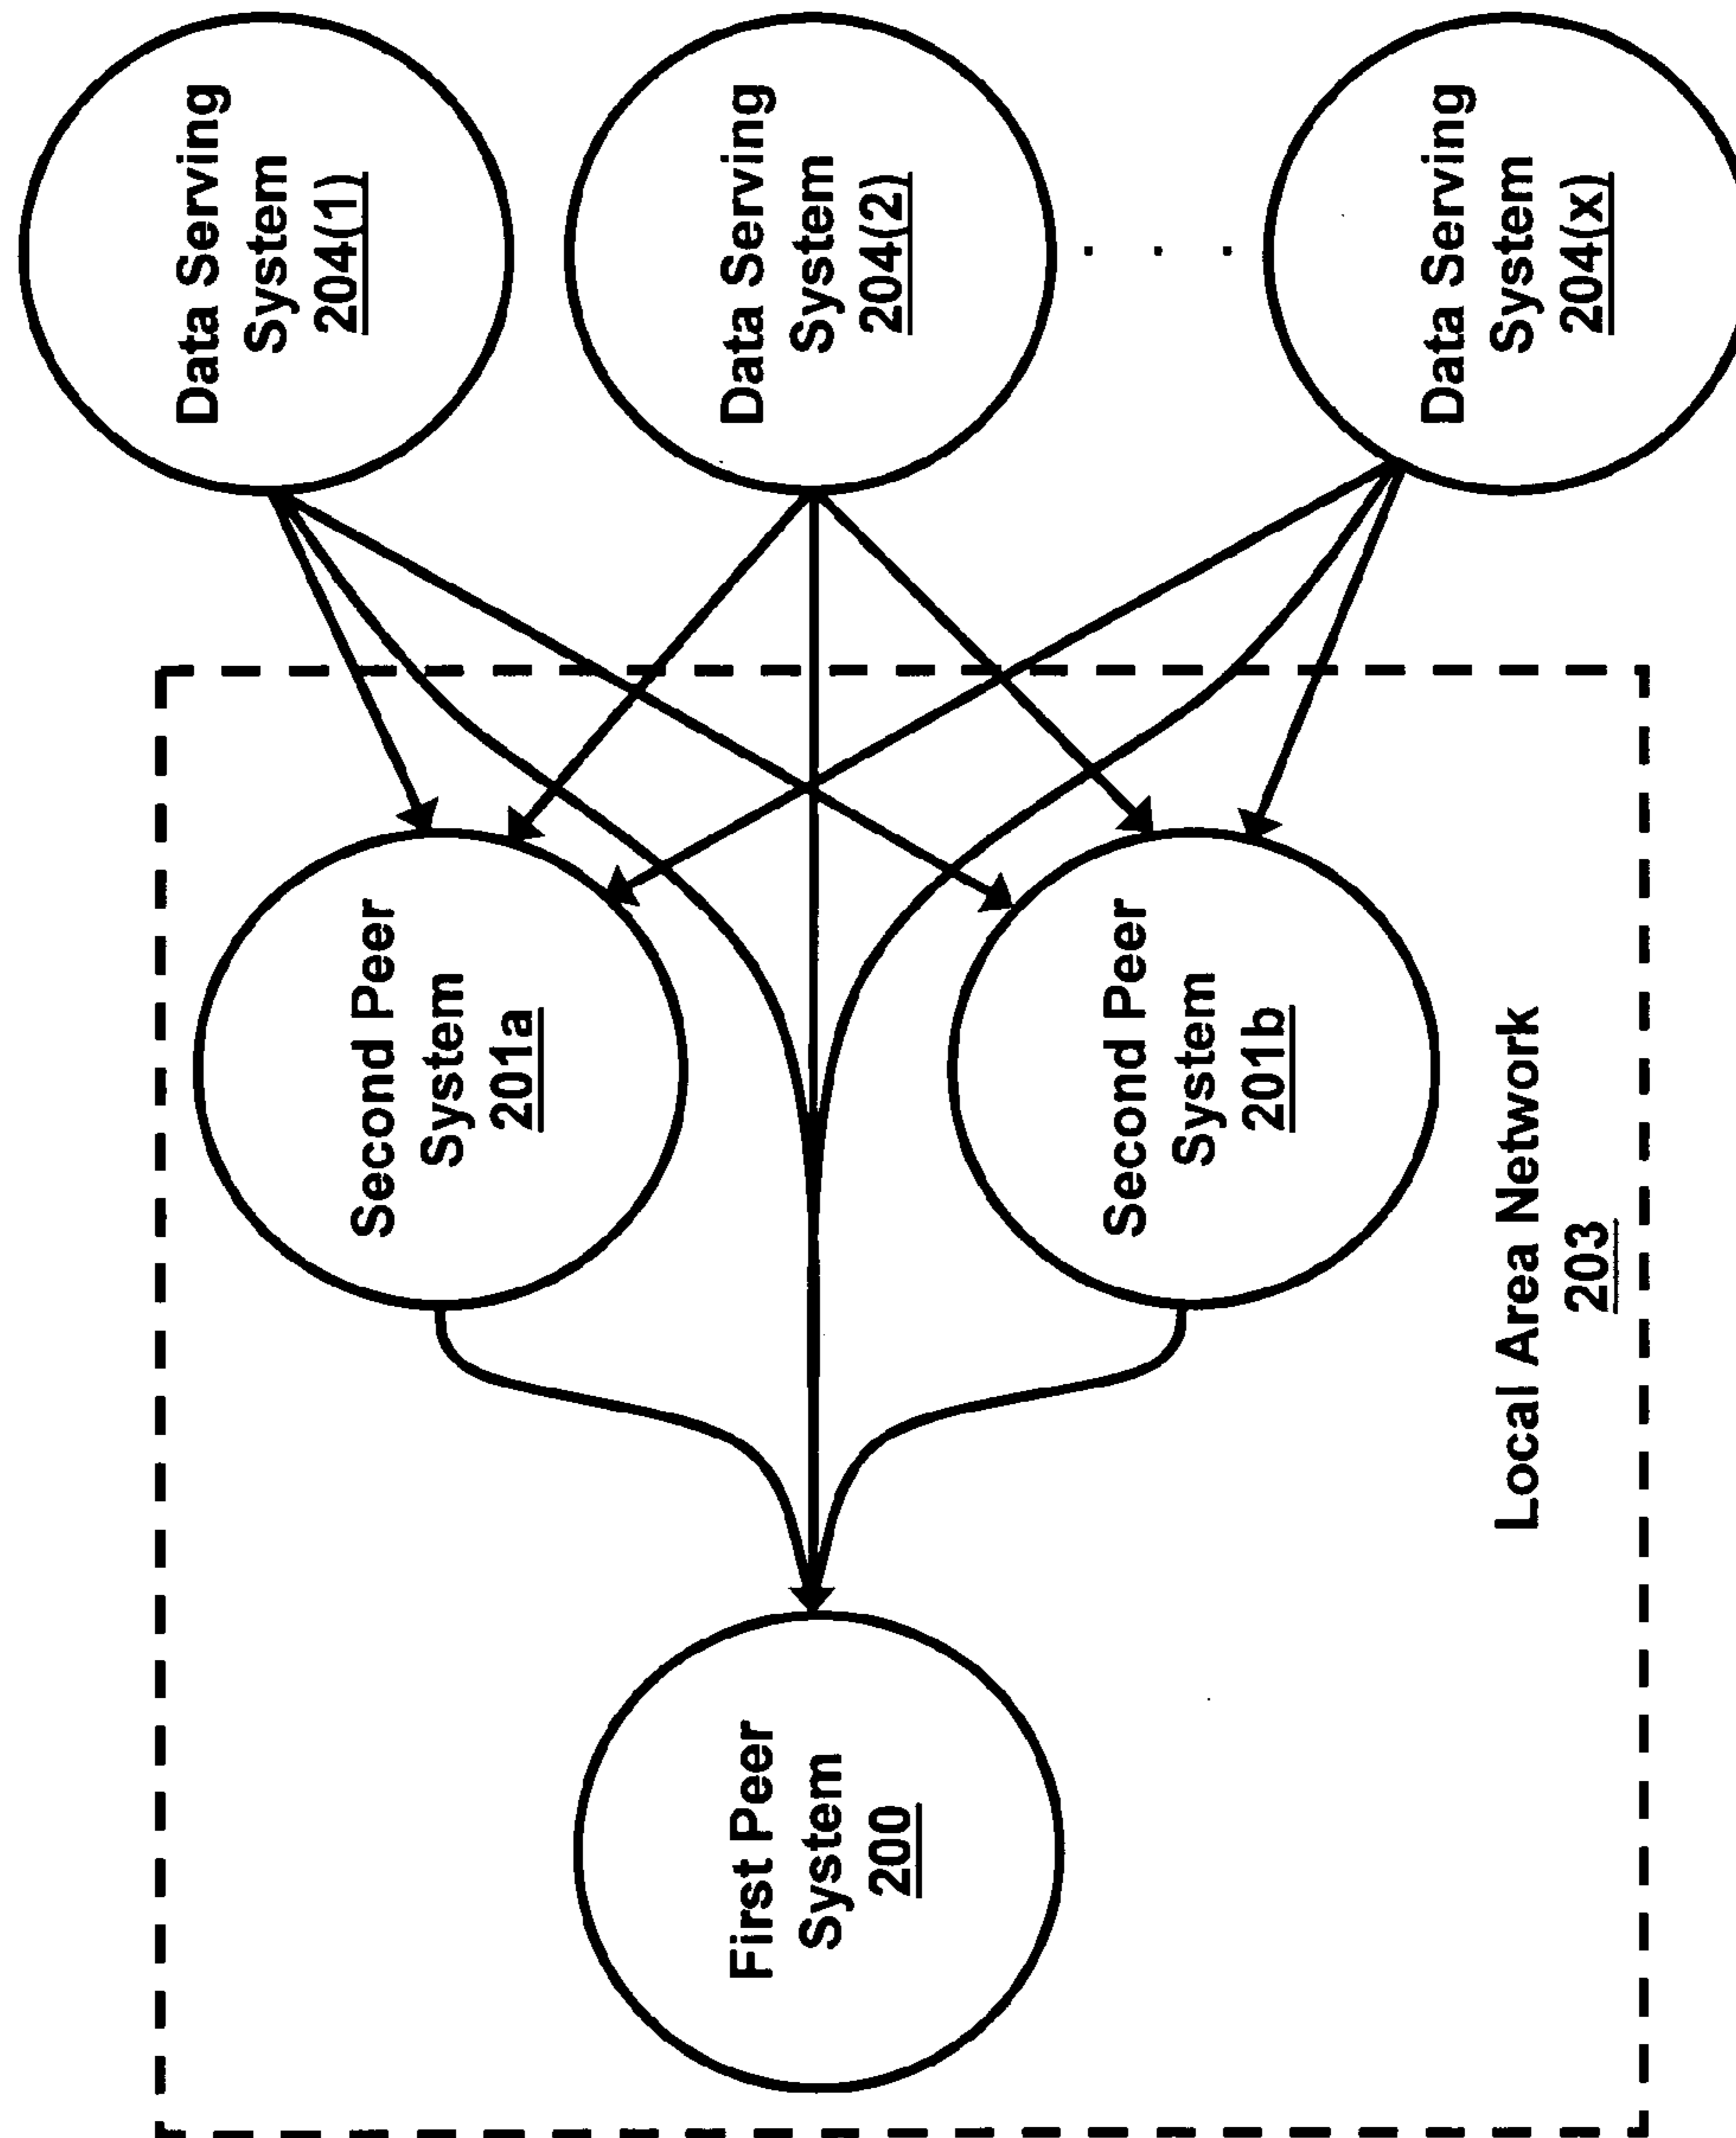 Data Serving
System
204(1)
Data Serving
System
204(2)
. . .
Data Serving
System
204(x)
Second Peer
System
201a
Second Peer
System
201b
Local Area Network
203
First Peer
System
200